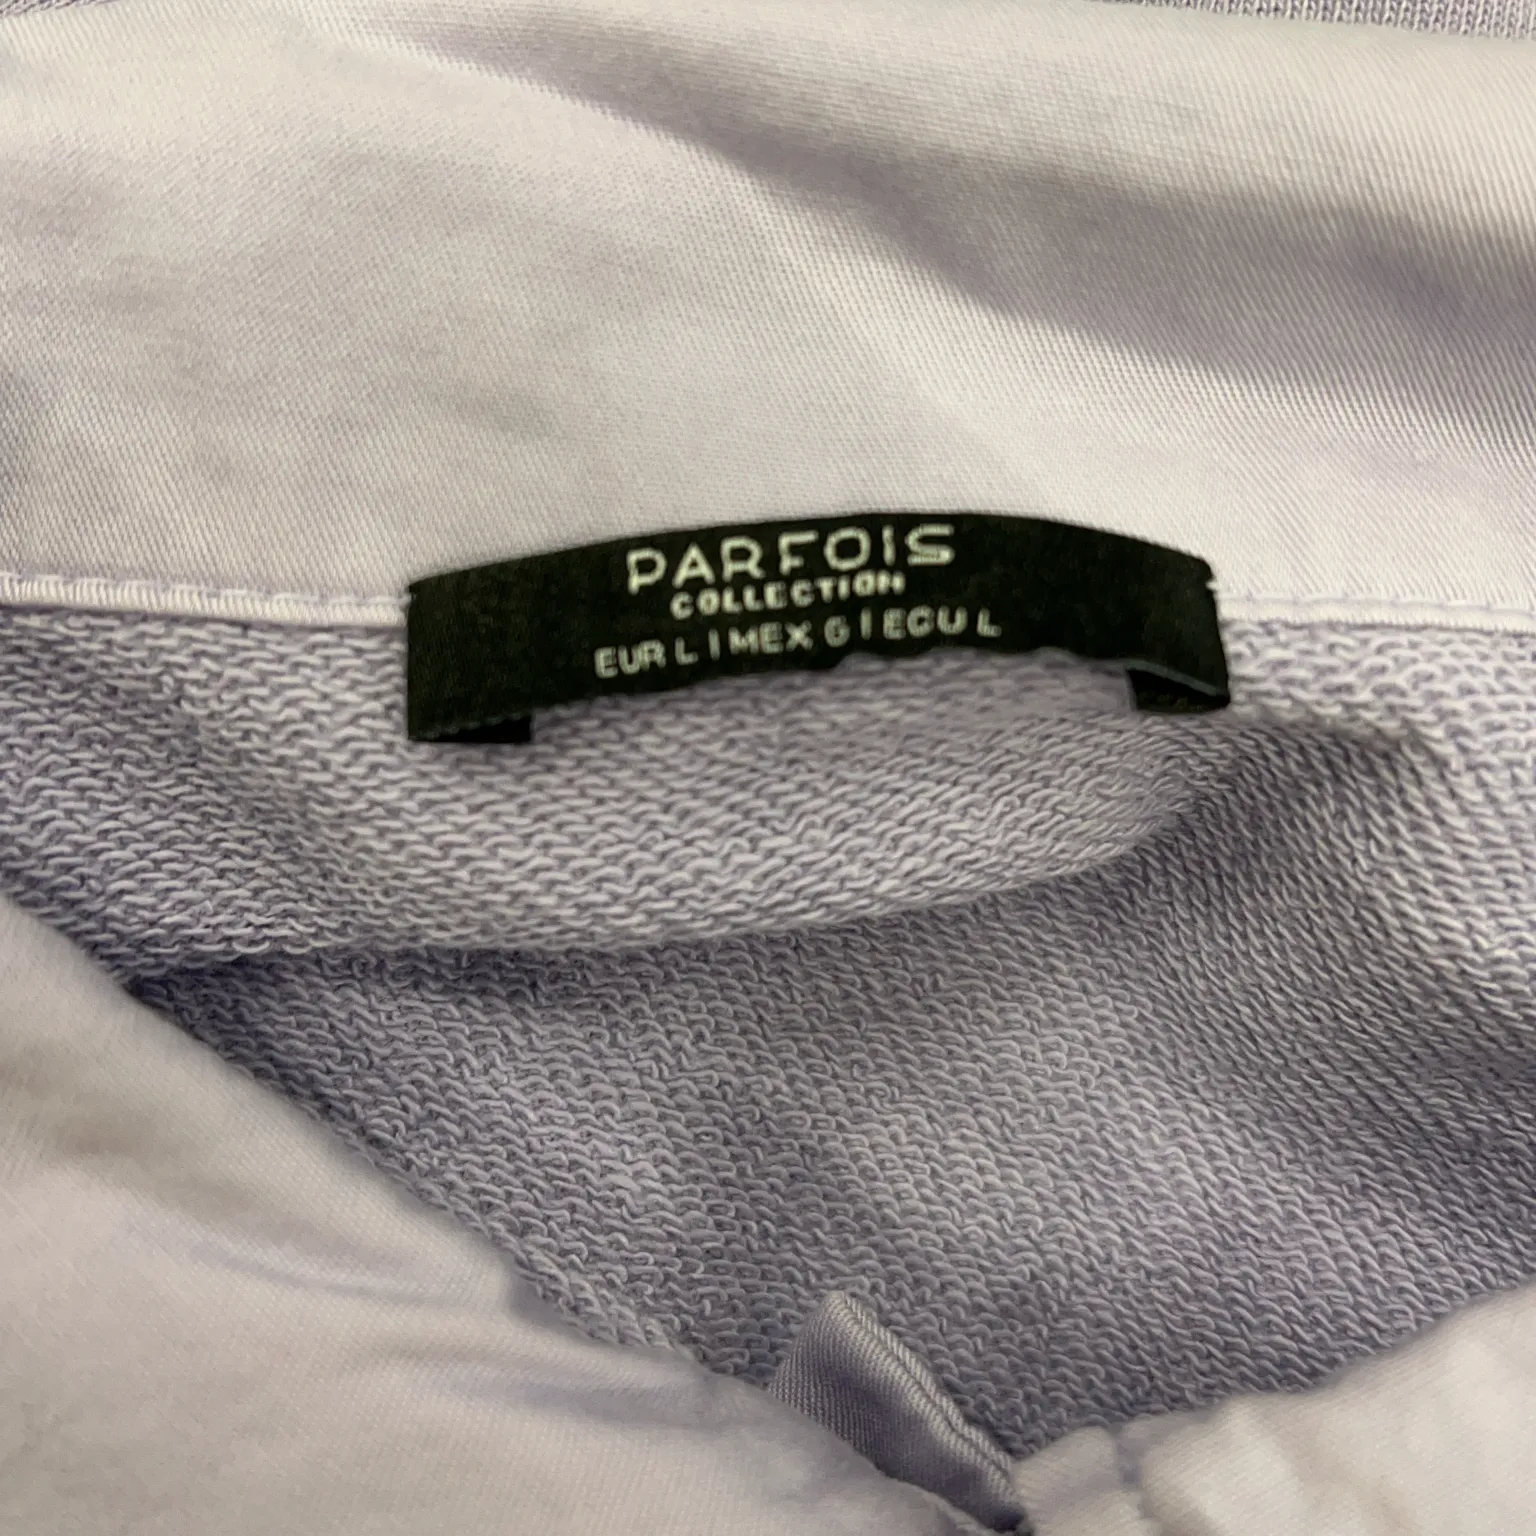 PARFOIS
COLLECTION
EUR L | MEX G | ECU L